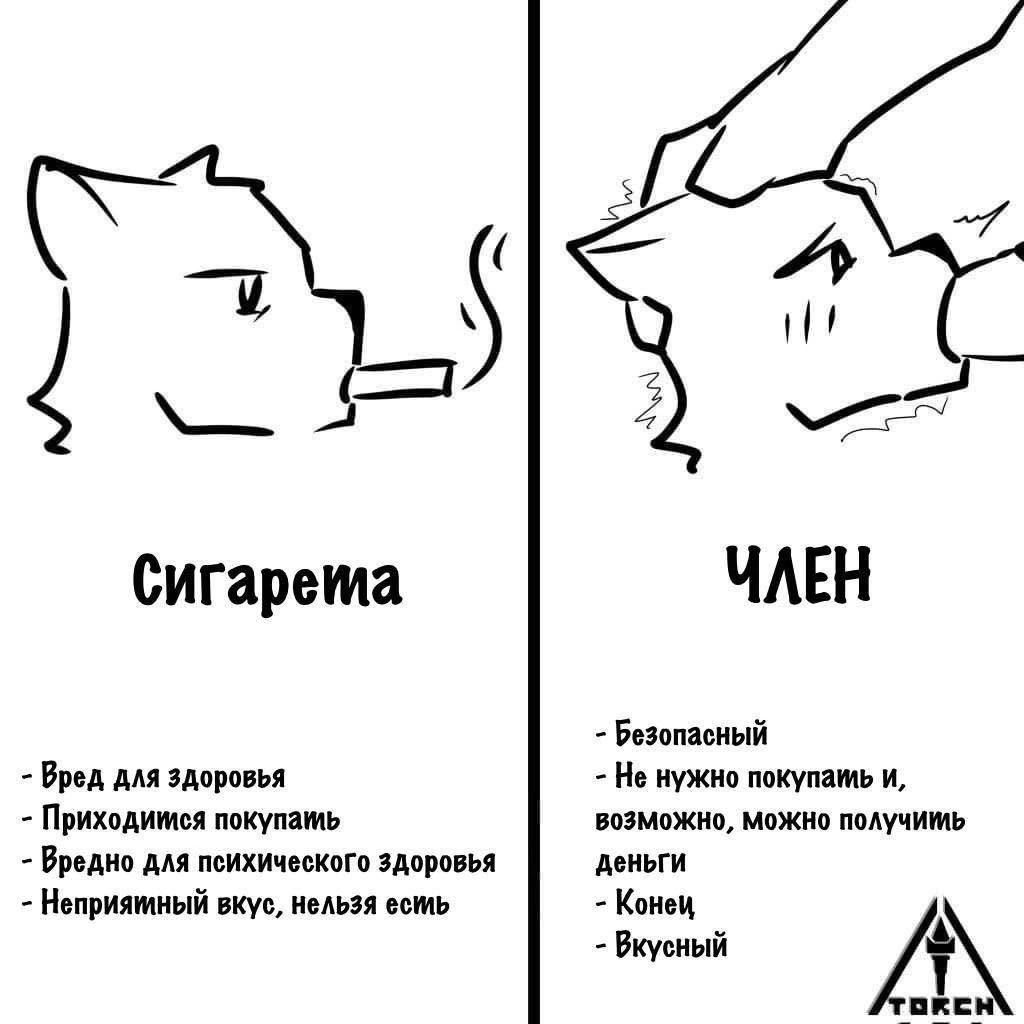 Сигарета
- Вред для здоровья
- Приходится покупать
- Вредно для психического здоровья
- Неприятный вкус, нельзя есть
ЧЛЕН
- Безопасный
- Не нужно покупать и,
возможно, можно получить
деньги
- Конец
- Вкусный
TORCH